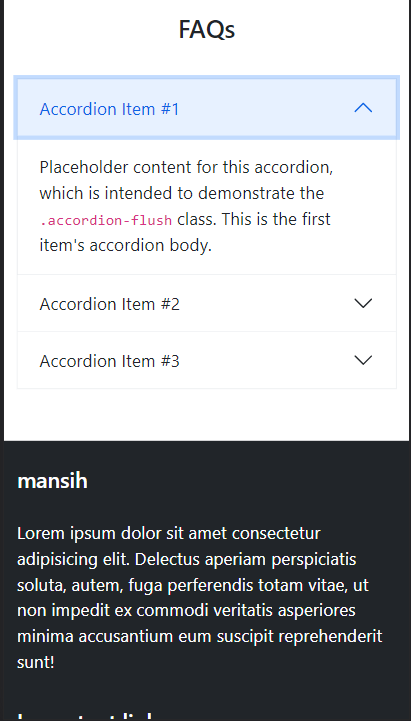 FAQs
Accordion Item #1
Placeholder content for this accordion,
which is intended to demonstrate the
.accordion-flush class. This is the first
item's accordion body.
Accordion Item #2
Accordion Item #3
mansih
Lorem ipsum dolor sit amet consectetur
adipisicing elit. Delectus aperiam perspiciatis
soluta, autem, fuga perferendis totam vitae, ut
non impedit ex commodi veritatis asperiores
minima accusantium eum suscipit reprehenderit
sunt!